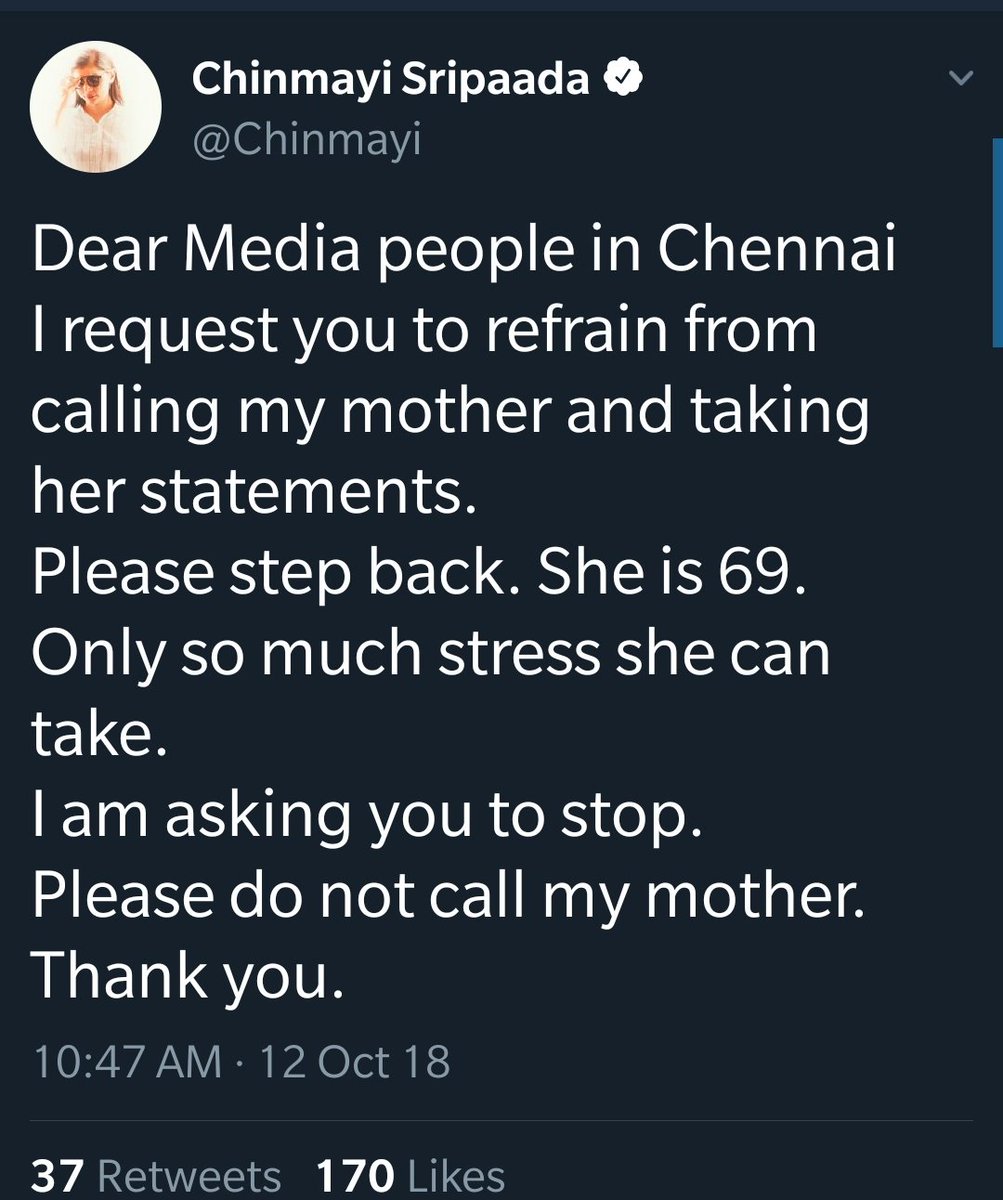 Chinmayi Sripaada
@Chinmayi
Dear Media people in Chennai
I request you to refrain from
calling my mother and taking
her statements.
Please step back. She is 69.
Only so much stress she can
take.
I am asking you to stop.
Please do not call my mother.
Thank you.
10:47 AM · 12 Oct 18
37 Retweets 170 Likes